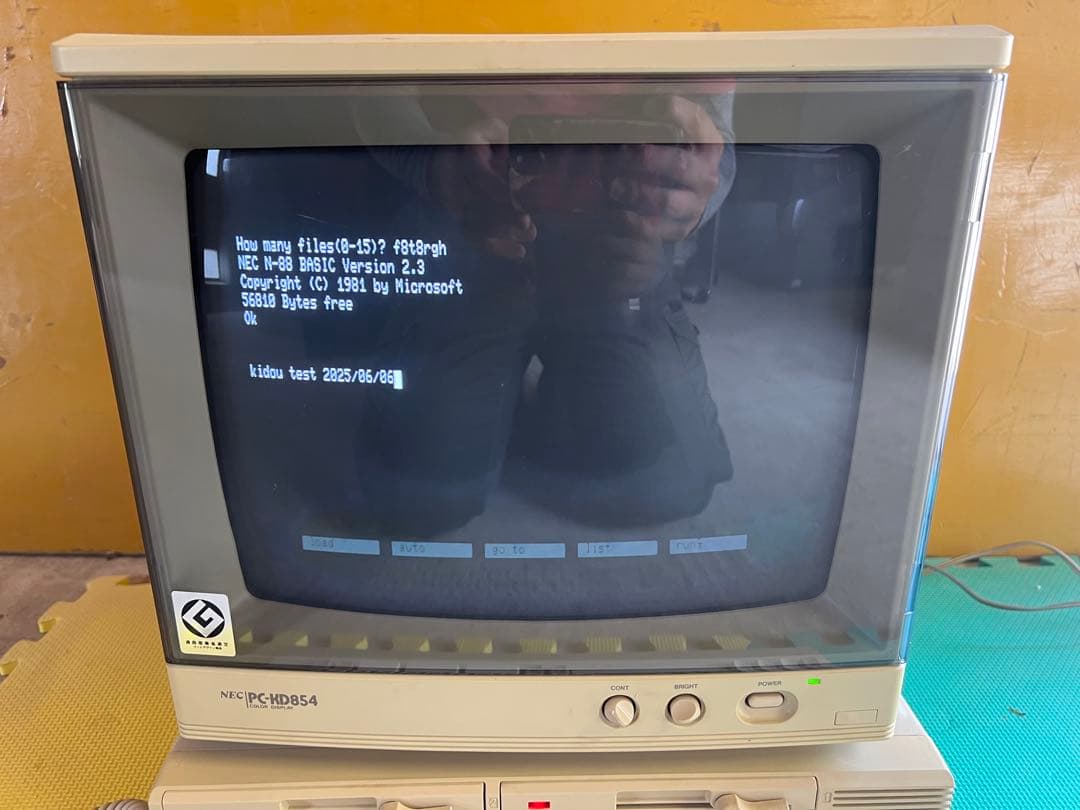 How many files(0-15)? f8t8rgh
NEC N-88 BASIC Version 2.3
Copyright (C) 1981 by Microsoft
56810 Bytes free
Ok
kidou test 2025/06/06
load auto go to list run
NEC PC-KD854
COLOR DISPLAY
CONT BRIGHT POWER
2